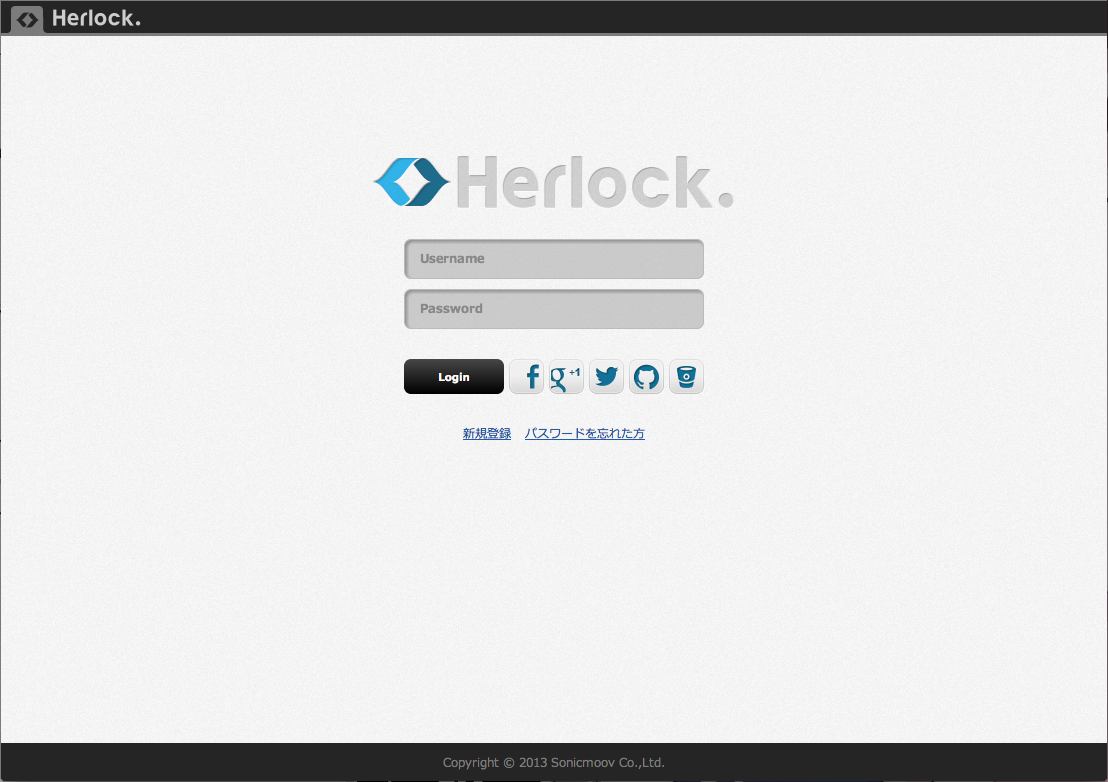 Herlock.
Herlock.
Username
Password
Login f g+1
新規登録 パスワードを忘れた方
Copyright © 2013 Sonicmoov Co.,Ltd.